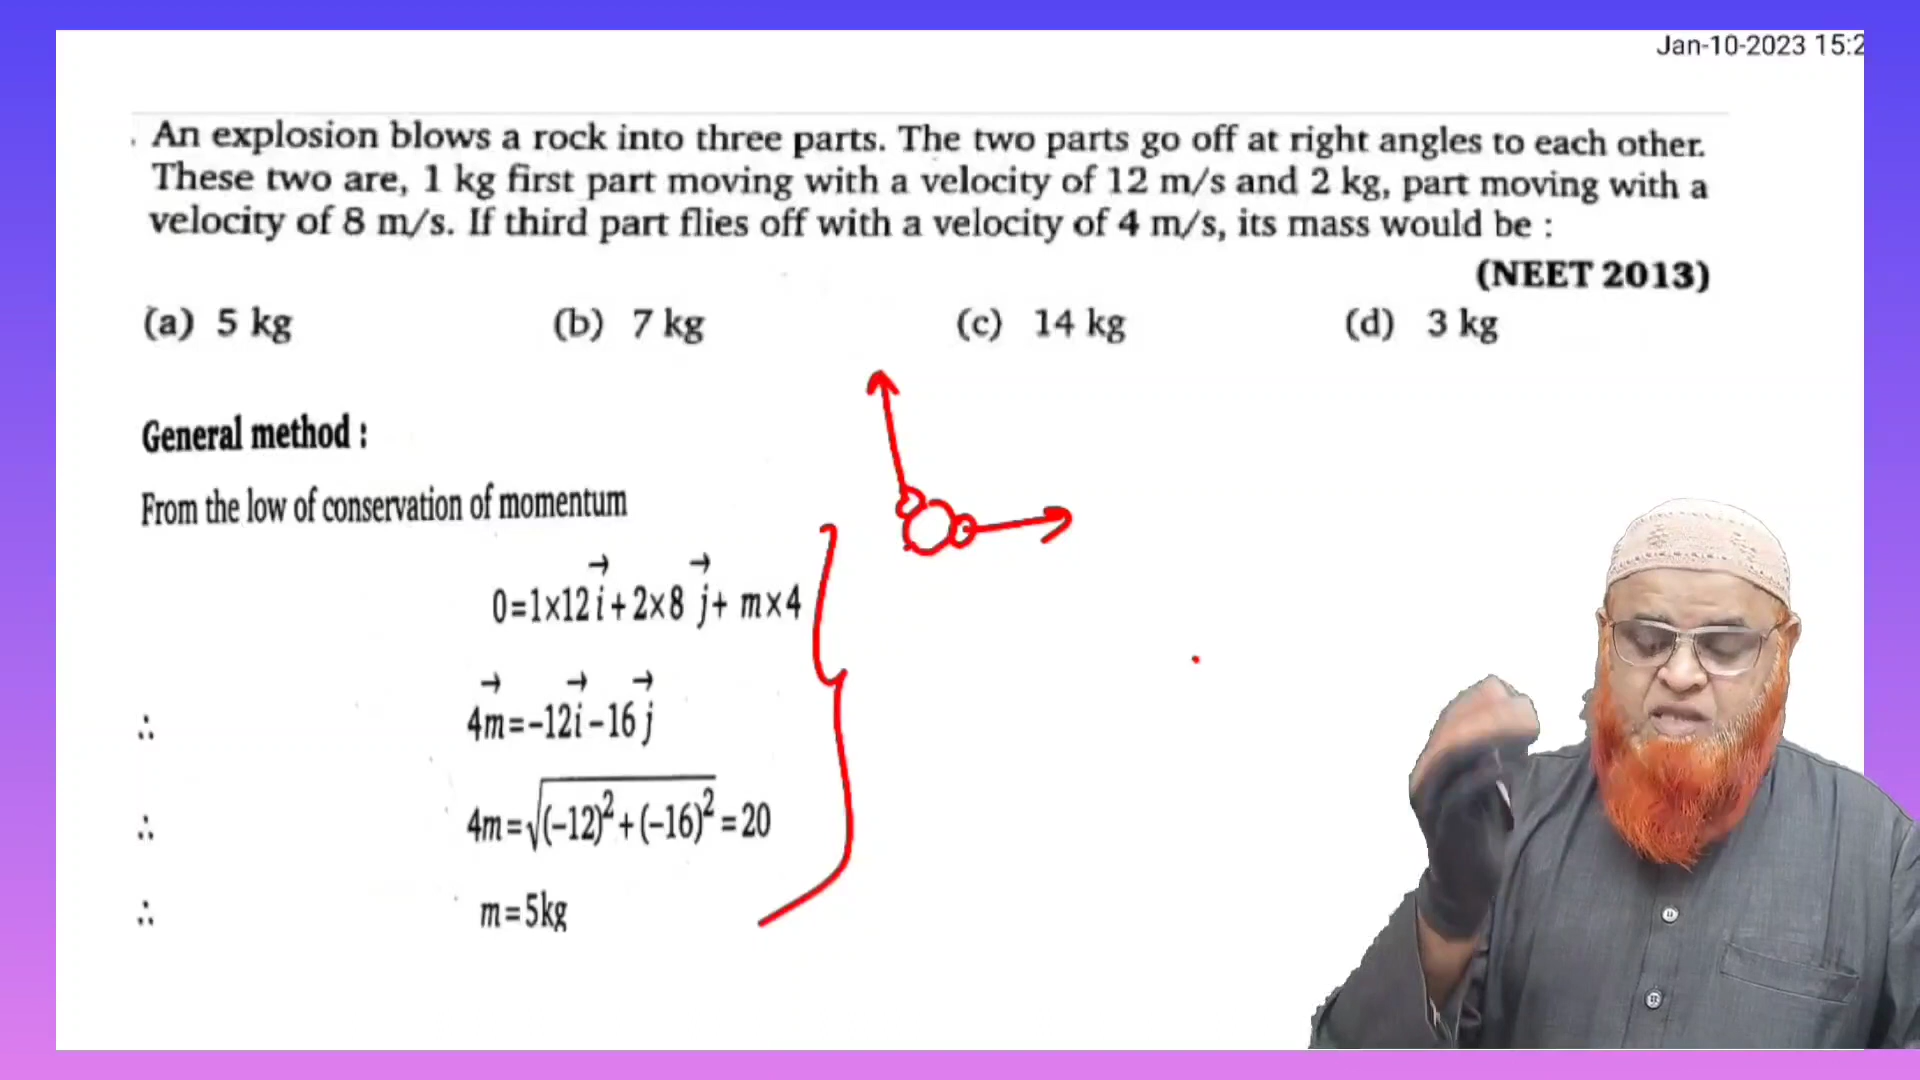 Jan-10-2023 15:2
An explosion blows a rock into three parts. The two parts go off at right angles to each other.
These two are, 1 kg first part moving with a velocity of 12 m/s and 2 kg, part moving with a
velocity of 8 m/s. If third part flies off with a velocity of 4 m/s, its mass would be :
(NEET 2013)
(a) 5 kg (b) 7 kg (c) 14 kg (d) 3 kg
General method :
From the low of conservation of momentum
0=1×12 i⃗+2×8 j⃗+ m×4
∴ 4m⃗=-12i⃗-16 j⃗
∴ 4m=√(-12)²+(-16)²=20
∴ m=5kg